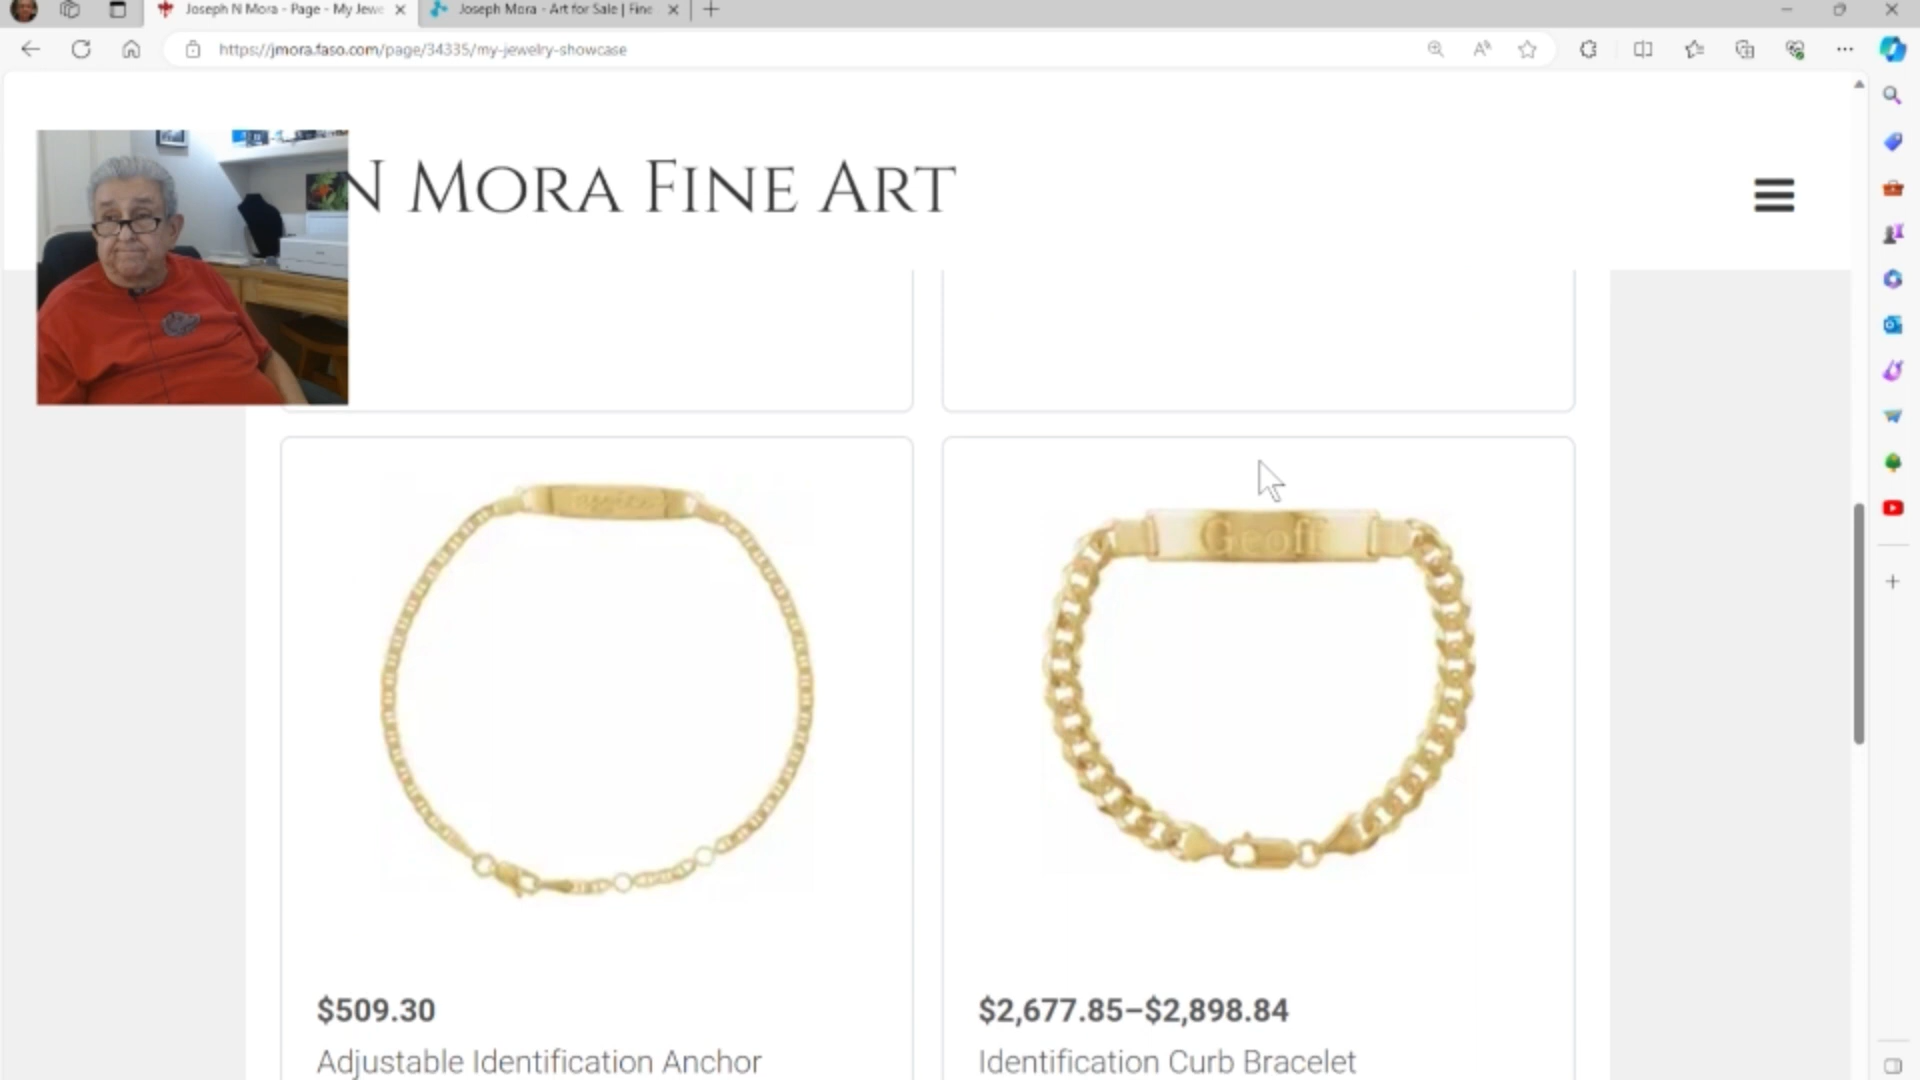 Joseph N Mora - Page - My Jewe
Joseph Mora - Art for Sale | Fine
https://jmora.faso.com/page/34335/my-jewelry-showcase
N MORA FINE ART
Geoff
$509.30
Adjustable Identification Anchor
$2,677.85–$2,898.84
Identification Curb Bracelet